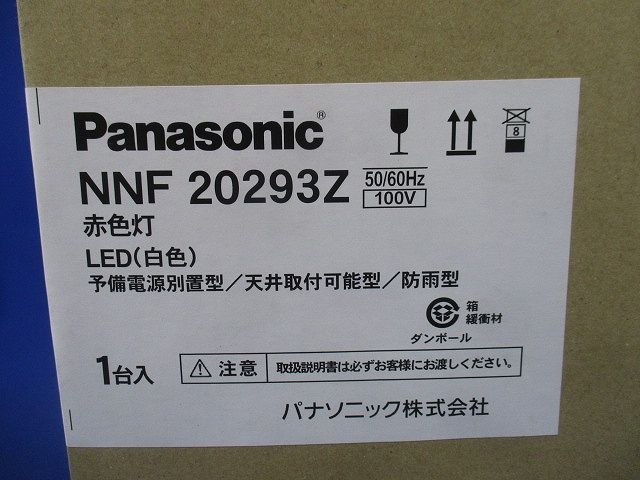 Panasonic®
8
NNF 20293Z 50/60Hz
100V
赤色灯
LED(白色)
予備電源別置型／天井取付可能型／防雨型
箱
緩衝材
ダンボール
1台入
注意 取扱説明書は必ずお客様にお渡しください。
パナソニック株式会社